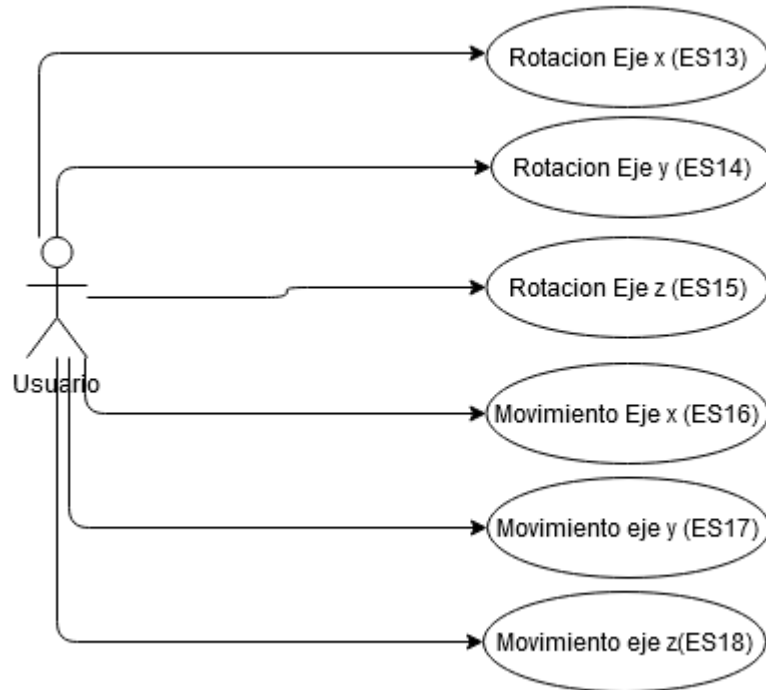 Rotacion Eje x (ES13)
Rotacion Eje y (ES14)
Rotacion Eje z (ES15)
Usuario
Movimiento Eje x (ES16)
Movimiento eje y (ES17)
Movimiento eje z(ES18)